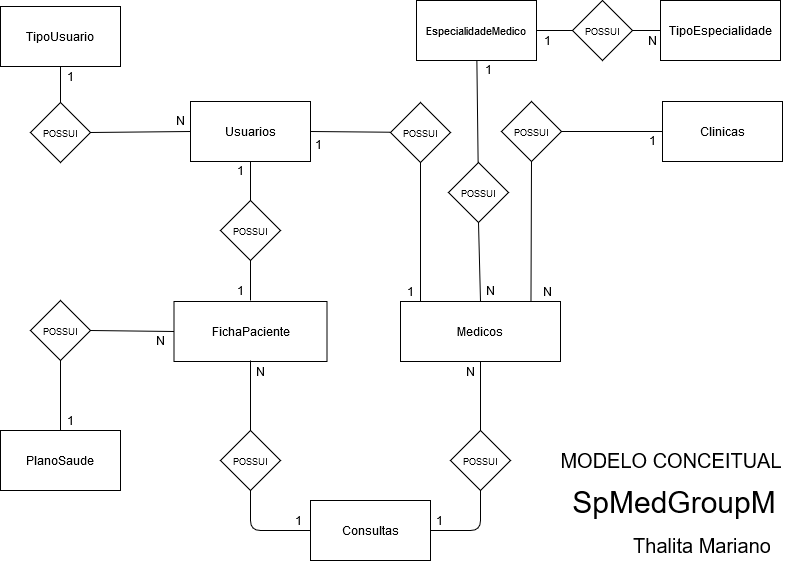 TipoUsuario
EspecialidadeMedico
1
POSSUI
N
TipoEspecialidade
1
1
POSSUI
N
Usuarios
1
POSSUI
POSSUI
1
Clinicas
1
1
POSSUI
POSSUI
1
1
N
N
POSSUI
N
FichaPaciente
Medicos
1
N
N
PlanoSaude
POSSUI
POSSUI
1
Consultas
1
MODELO CONCEITUAL
SpMedGroupM
Thalita Mariano